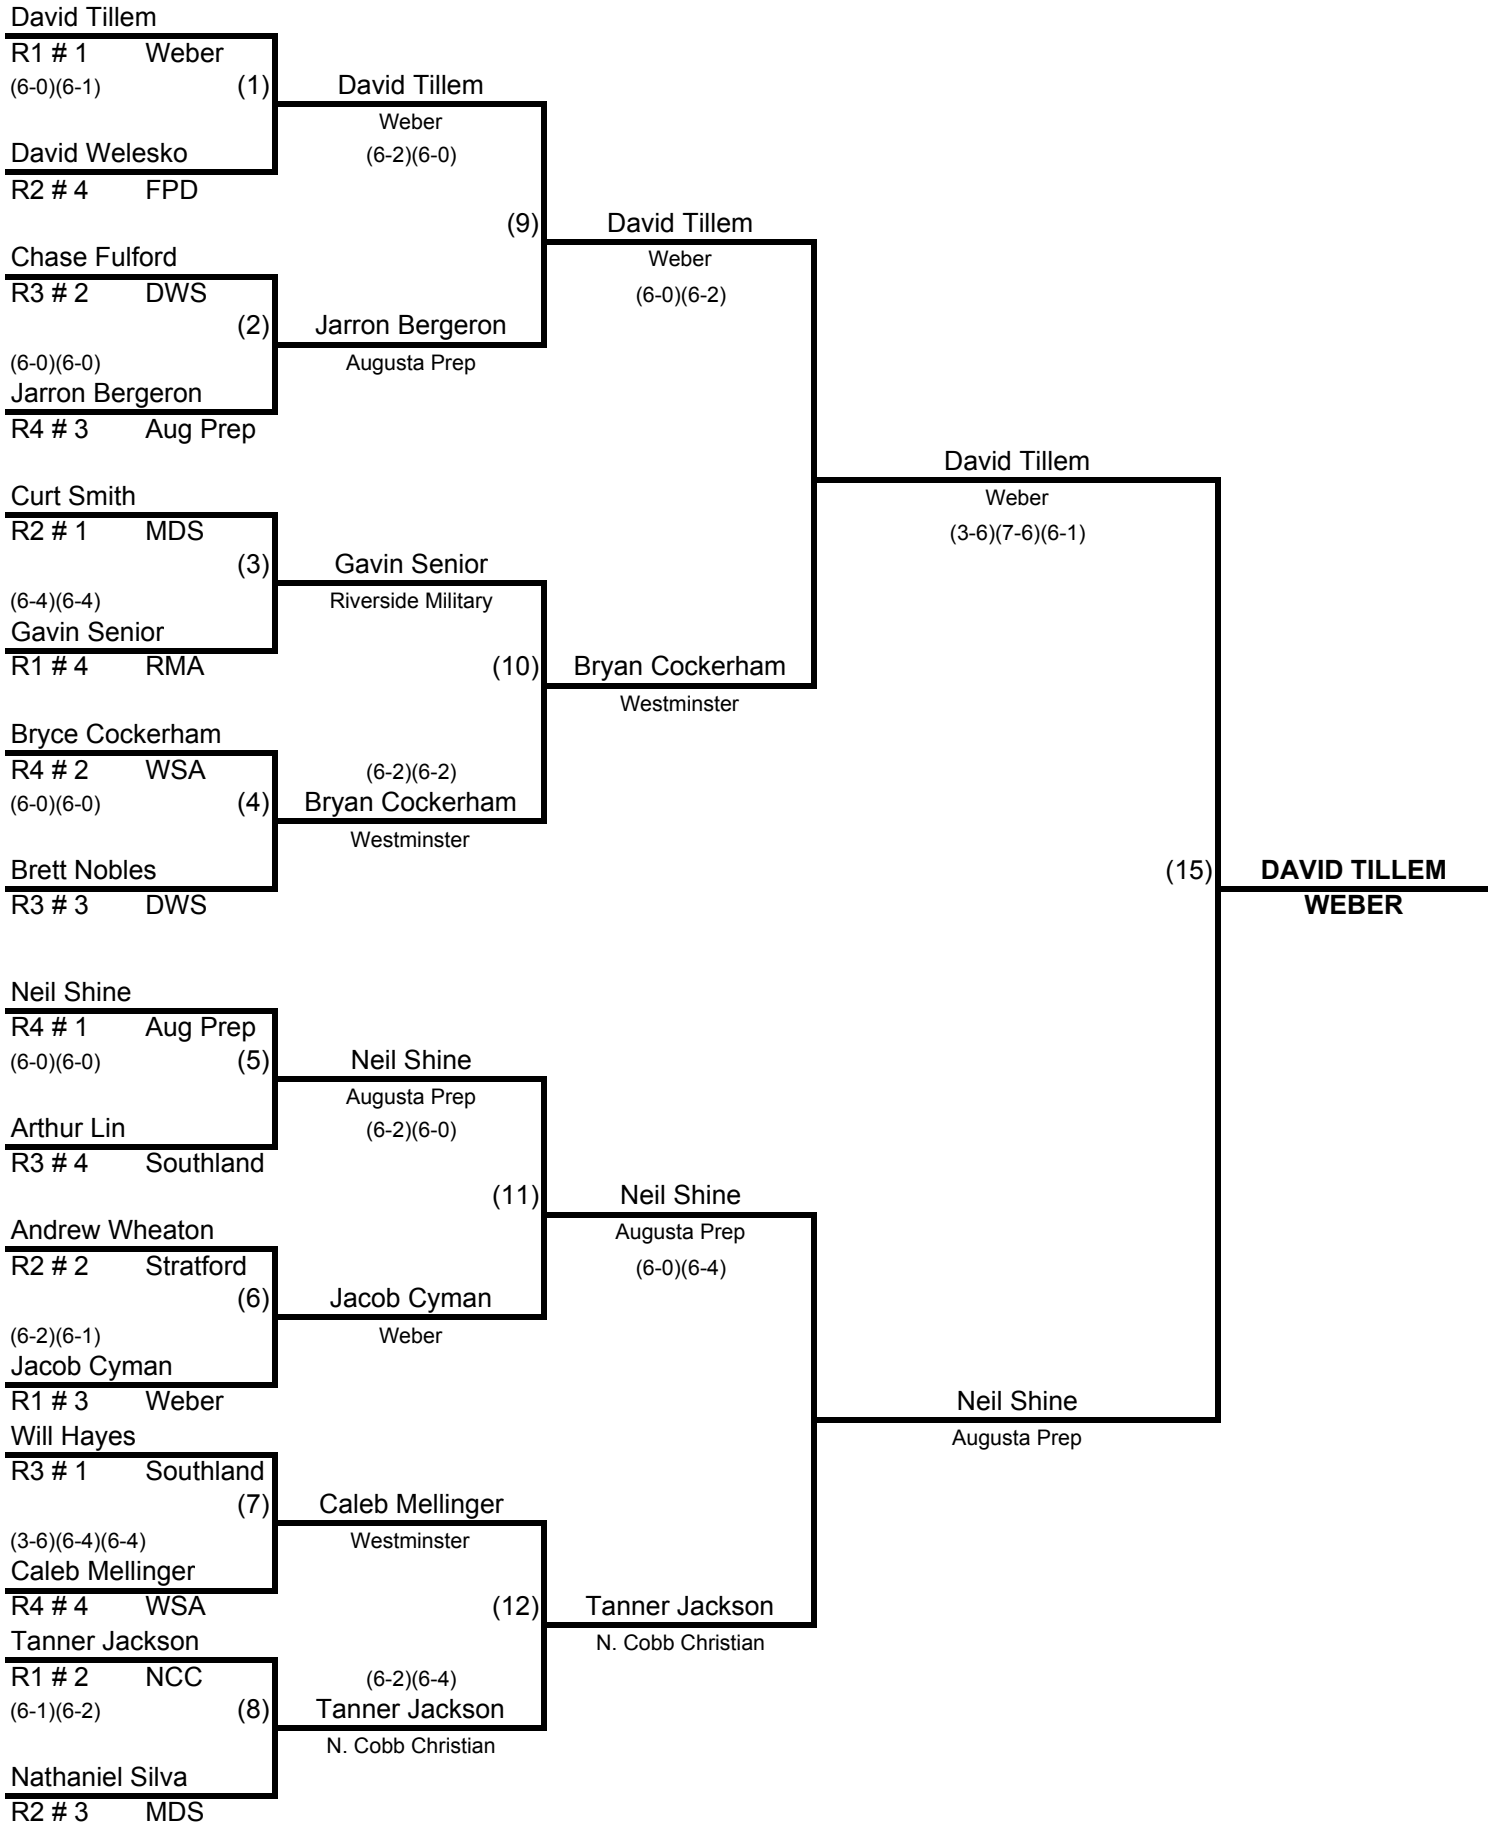 David Tillem
R1 # 1 Weber
(6-0)(6-1) (1)
David Welesko
R2 # 4 FPD
Chase Fulford
R3 # 2 DWS
(2)
(6-0)(6-0)
Jarron Bergeron
R4 # 3 Aug Prep
Curt Smith
R2 # 1 MDS
(3)
(6-4)(6-4)
Gavin Senior
R1 # 4 RMA
Bryce Cockerham
R4 # 2 WSA
(6-0)(6-0) (4)
Brett Nobles
R3 # 3 DWS
Neil Shine
R4 # 1 Aug Prep
(6-0)(6-0) (5)
Arthur Lin
R3 # 4 Southland
Andrew Wheaton
R2 # 2 Stratford
(6)
(6-2)(6-1)
Jacob Cyman
R1 # 3 Weber
Will Hayes
R3 # 1 Southland
(7)
(3-6)(6-4)(6-4)
Caleb Mellinger
R4 # 4 WSA
Tanner Jackson
R1 # 2 NCC
(6-1)(6-2) (8)
Nathaniel Silva
R2 # 3 MDS
David Tillem
Weber
(6-2)(6-0)
(9)
Jarron Bergeron
Augusta Prep
Gavin Senior
Riverside Military
(10)
(6-2)(6-2)
Bryan Cockerham
Westminster
Neil Shine
Augusta Prep
(6-2)(6-0)
(11)
Jacob Cyman
Weber
Caleb Mellinger
Westminster
(12)
(6-2)(6-4)
Tanner Jackson
N. Cobb Christian
David Tillem
Weber
(6-0)(6-2)
Bryan Cockerham
Westminster
Neil Shine
Augusta Prep
(6-0)(6-4)
Tanner Jackson
N. Cobb Christian
David Tillem
Weber
(3-6)(7-6)(6-1)
(15)
Neil Shine
Augusta Prep
DAVID TILLEM
WEBER